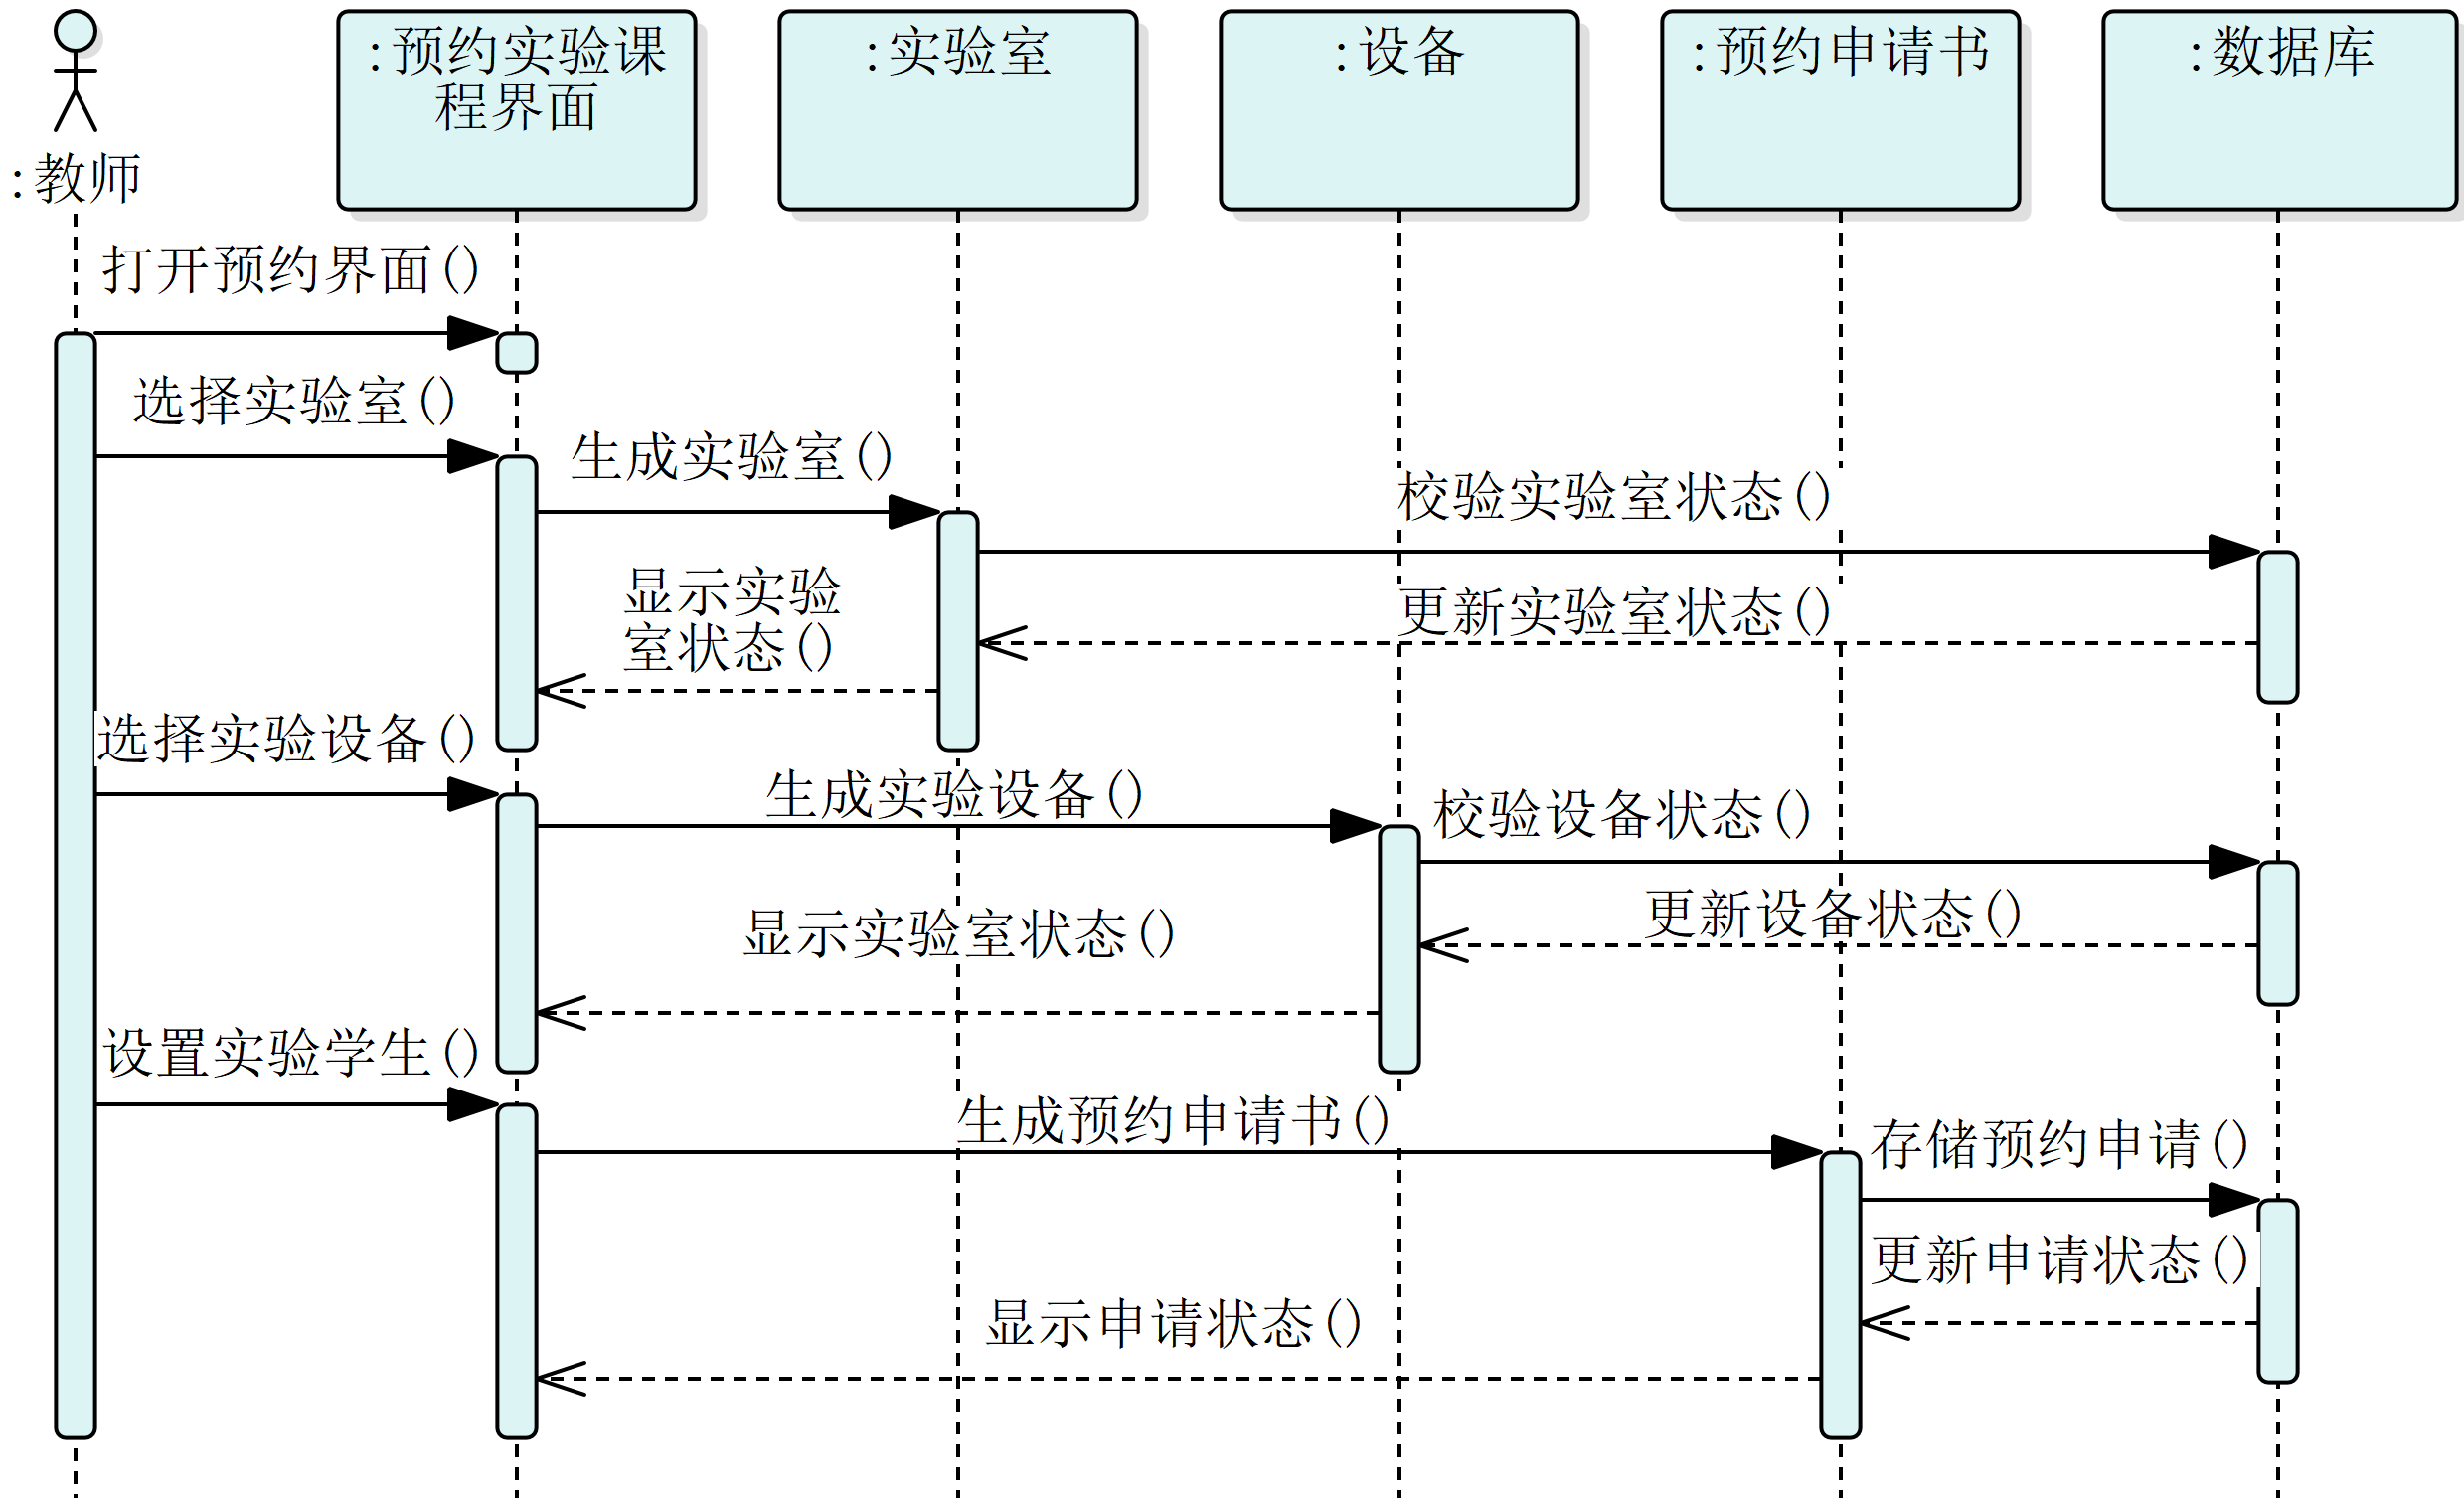 :教师
:预约实验课
程界面
:实验室
:设备
:预约申请书
:数据库
打开预约界面()
选择实验室()
生成实验室()
校验实验室状态()
更新实验室状态()
显示实验
室状态()
选择实验设备()
生成实验设备()
校验设备状态()
更新设备状态()
显示实验室状态()
设置实验学生()
生成预约申请书()
存储预约申请()
更新申请状态()
显示申请状态()